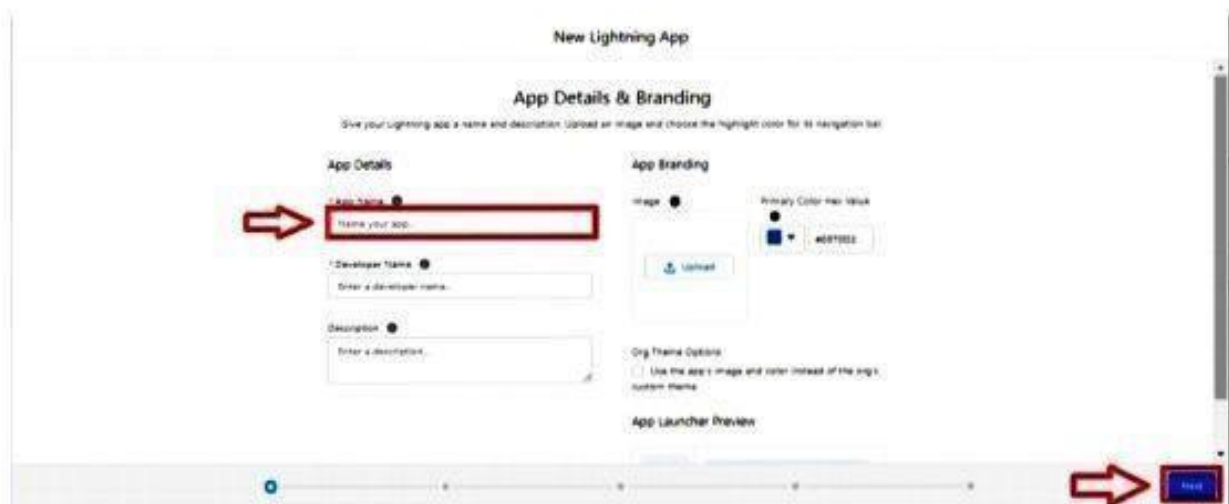 New Lightning App
App Details & Branding
Give your Lightning app a name and description. Upload an image and choose the highlight color for its navigation bar.
App Details
* App Name
Name your app...
* Developer Name
Enter a developer name...
Description
Enter a description...
App Branding
Image
Upload
Primary Color Hex Value
Org Theme Options
Use the app's image and color instead of the org's
custom theme
App Launcher Preview
Next